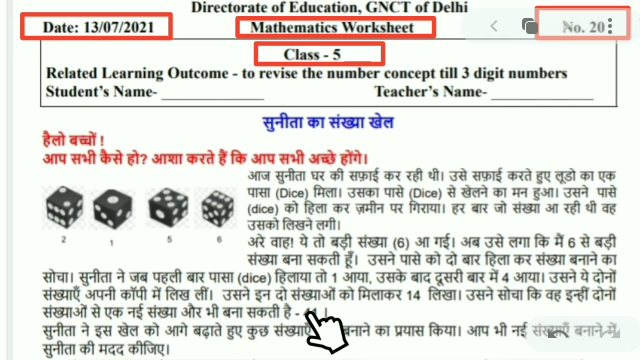 Directorate of Education, GNCT of Delhi
Date: 13/07/2021
Mathematics Worksheet
No. 20
Class - 5
Related Learning Outcome - to revise the number concept till 3 digit numbers
Student's Name- _____________ Teacher's Name- _____________
सुनीता का संख्या खेल
हैलो बच्चों !
आप सभी कैसे हो? आशा करते हैं कि आप सभी अच्छे होंगे।
आज सुनीता घर की सफ़ाई कर रही थी। उसे सफ़ाई करते हुए लूडो का एक
पासा (Dice) मिला। उसका पासे (Dice) से खेलने का मन हुआ। उसने पासे
(dice) को हिला कर ज़मीन पर गिराया। हर बार जो संख्या आ रही थी वह
उसको लिखने लगी।
2 1 5 6
अरे वाह! ये तो बड़ी संख्या (6) आ गई। अब उसे लगा कि मैं 6 से बड़ी
संख्या बना सकती हूँ। उसने पासे को दो बार हिला कर संख्या बनाने का
सोचा। सुनीता ने जब पहली बार पासा (dice) हिलाया तो 1 आया, उसके बाद दूसरी बार में 4 आया। उसने ये दोनों
संख्याएँ अपनी कॉपी में लिख लीं। उसने इन दो संख्याओं को मिलाकर 14 लिखा। उसने सोचा कि वह इन्हीं दोनों
संख्याओं से एक नई संख्या और भी बना सकती है -
सुनीता ने इस खेल को आगे बढ़ाते हुए कुछ संख्याएँ बनाने का प्रयास किया। आप भी नई संख्याएँ बनाने में
सुनीता की मदद कीजिए।